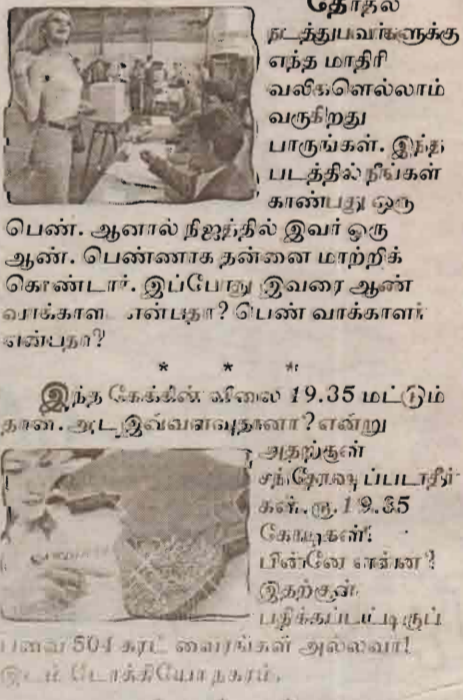 தேர்தல்
நடத்துபவர்களுக்கு
எந்த மாதிரி
வலிகளெல்லாம்
வருகிறது
பாருங்கள். இந்த
படத்தில் நீங்கள்
காண்பது ஒரு
பெண். ஆனால் நிஜத்தில் இவர் ஒரு
ஆண். பெண்ணாக தன்னை மாற்றிக்
கொண்டார். இப்போது இவரை ஆண்
என்பதா? பெண் வாக்காளர்
என்பதா?
* * *
இந்த கேக்கின் விலை 19.35 மட்டும்
தான். அட இவ்வளவுதானா? என்று
அதற்குள்
சந்தோஷப்படாதீர்
கள். ரூ. 19.35
கோடிகள்!
பின்னே என்ன?
இதற்குள்
பதிக்கப்பட்டிருப்
பவை 504 கரட் வைரங்கள் அல்லவா!
இடம் டோக்கியோ நகரம்.